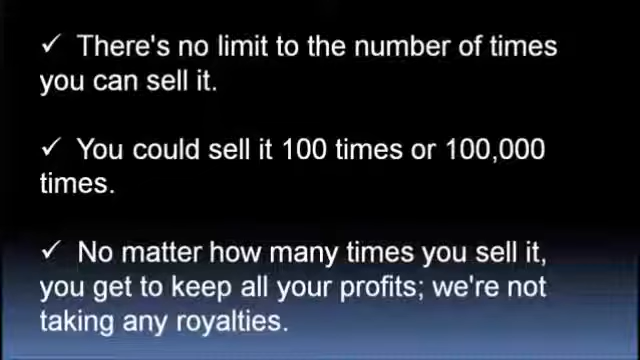 ✓ There's no limit to the number of times
you can sell it.
✓ You could sell it 100 times or 100,000
times.
✓ No matter how many times you sell it,
you get to keep all your profits; we're not
taking any royalties.